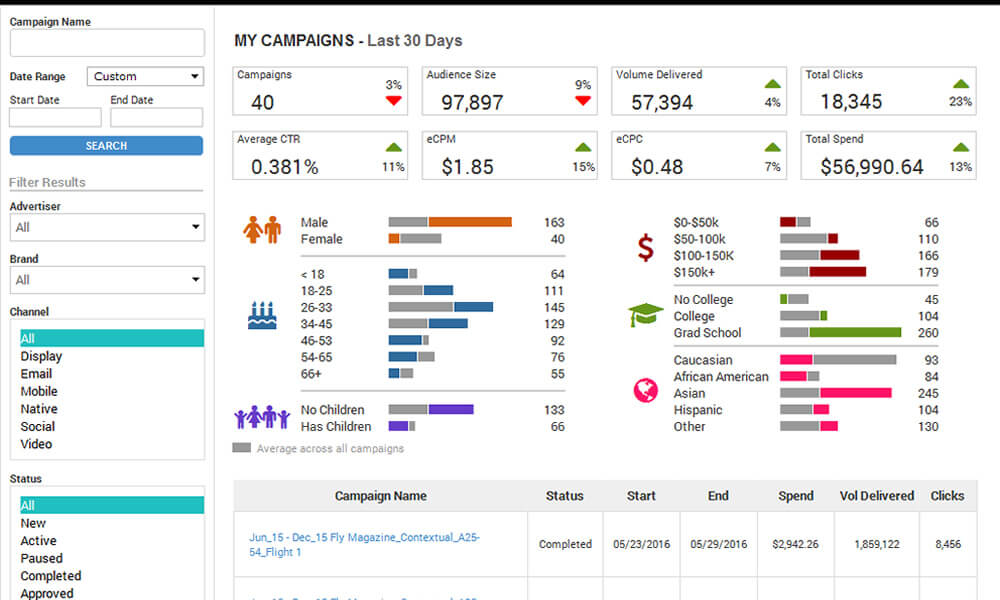 Campaign Name
Date Range
Custom
Start Date End Date
SEARCH
Filter Results
Advertiser
All
Brand
All
Channel
All
Display
Email
Mobile
Native
Social
Video
Status
All
New
Active
Paused
Completed
Approved
MY CAMPAIGNS - Last 30 Days
Campaigns
3%
40
Audience Size
9%
97,897
Volume Delivered
57,394
4%
Total Clicks
18,345
23%
Average CTR
0.381%
11%
eCPM
$1.85
15%
eCPC
$0.48
7%
Total Spend
$56,990.64
13%
Male 163
Female 40
< 18 64
18-25 111
26-33 145
34-45 129
46-53 92
54-65 76
66+ 55
No Children 133
Has Children 66
Average across all campaigns
$
$0-$50k 66
$50-100k 110
$100-150K 166
$150k+ 179
No College 45
College 104
Grad School 260
Caucasian 93
African American 84
Asian 245
Hispanic 104
Other 130
Campaign Name Status Start End Spend Vol Delivered Clicks
Jun_15 - Dec_15 Fly Magazine_Contextual_A25-
54_Flight 1
Completed 05/23/2016 05/29/2016 $2,942.26 1,859,122 8,456